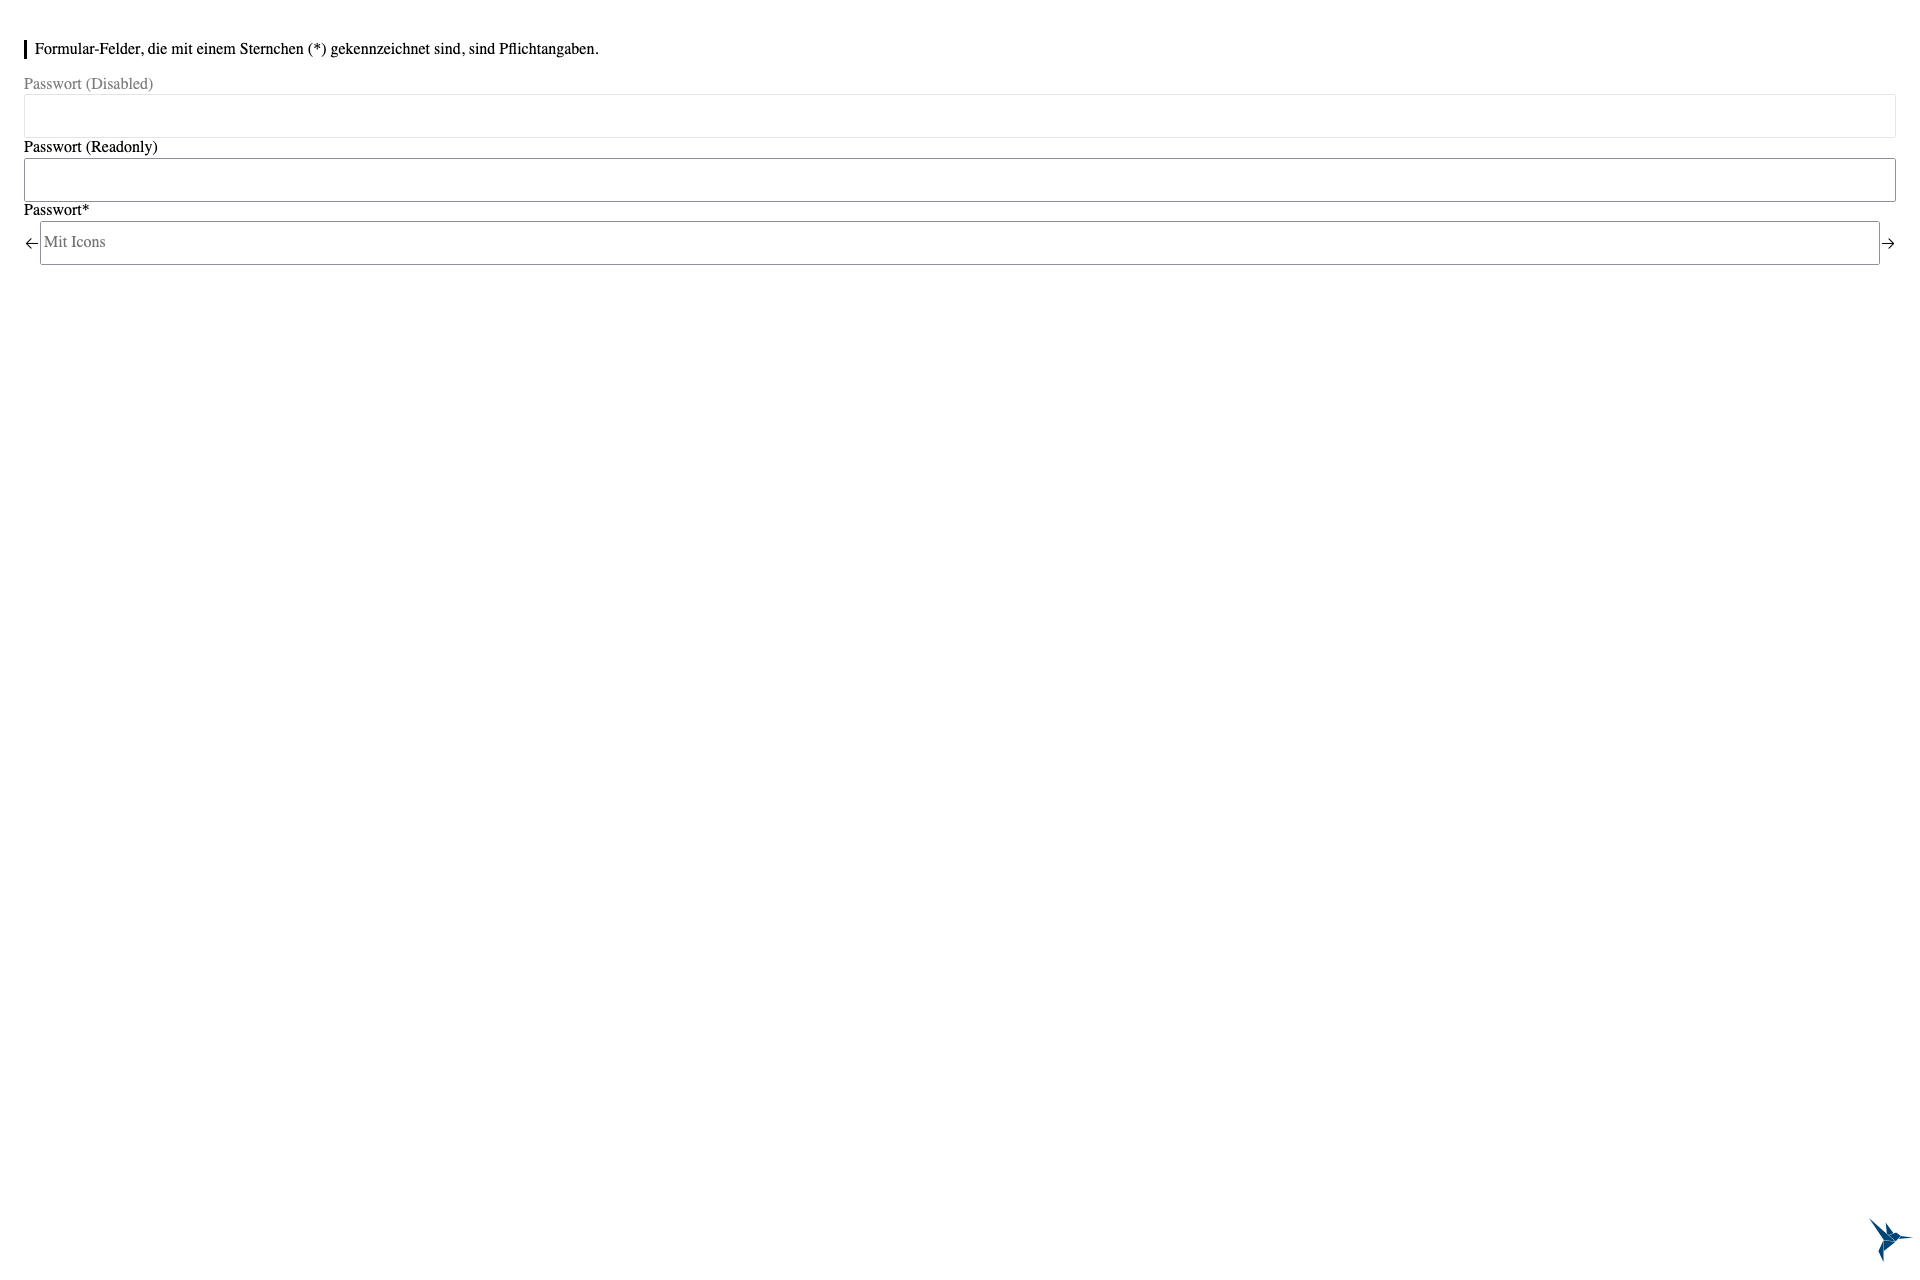 Formular-Felder, die mit einem Sternchen (*) gekennzeichnet sind, sind Pflichtangaben.
Passwort (Disabled)
Passwort (Readonly)
Passwort*
Mit Icons